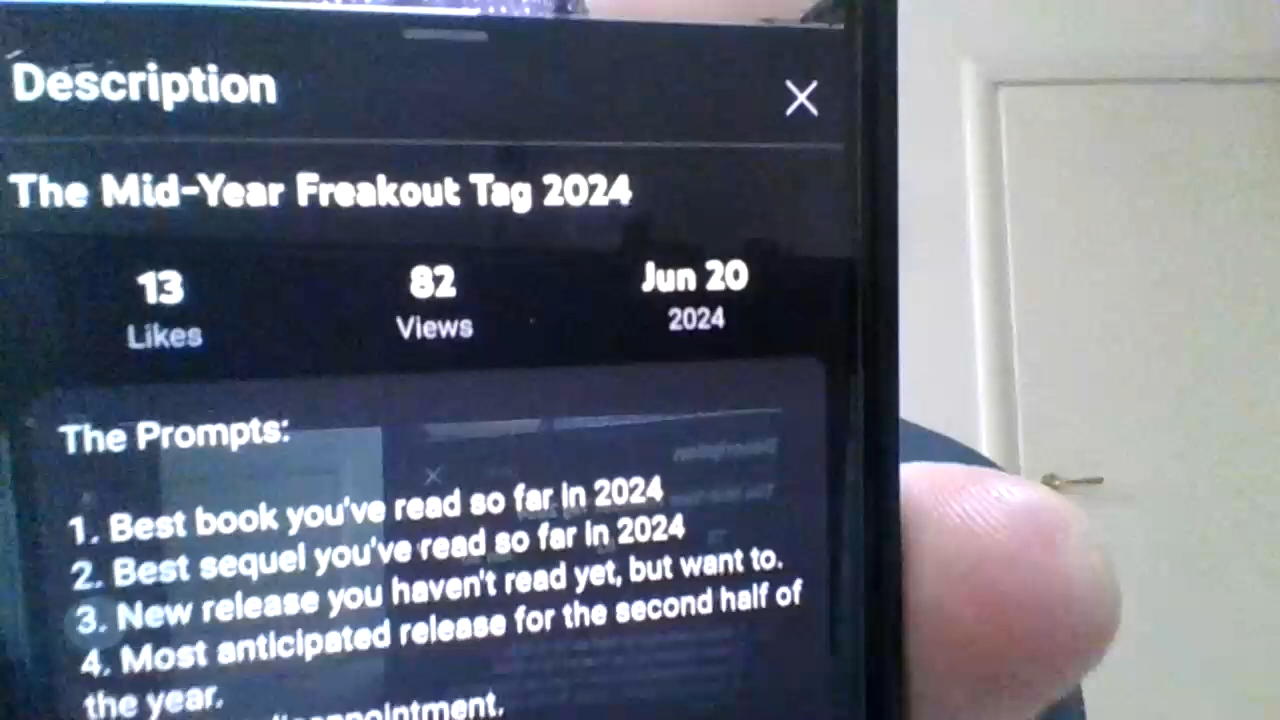 Description
The Mid-Year Freakout Tag 2024
13 82 Jun 20
Likes Views 2024
The Prompts:
1. Best book you've read so far in 2024
2. Best sequel you've read so far in 2024
3. New release you haven't read yet, but want to.
4. Most anticipated release for the second half of
the year.
disappointment.